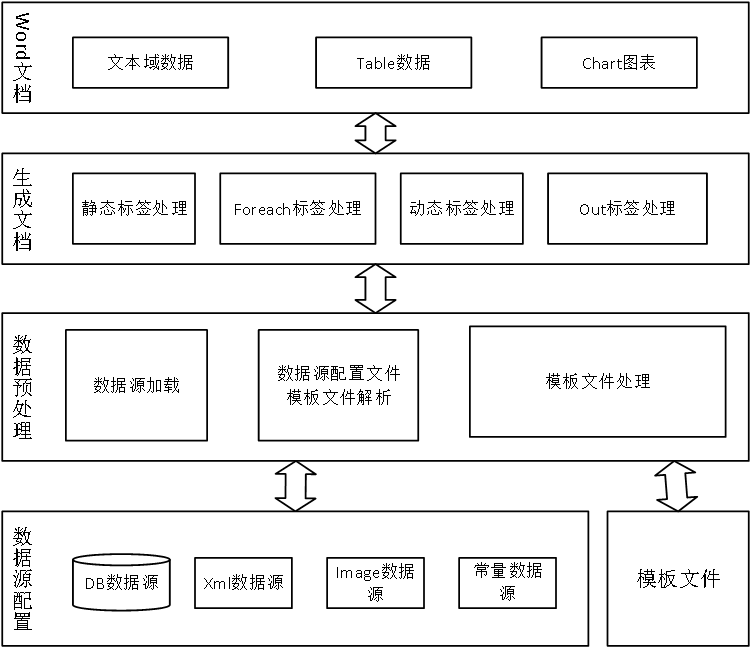 Word文档
文本域数据
Table数据
Chart图表
生成文档
静态标签处理
Foreach标签处理
动态标签处理
Out标签处理
数据预处理
数据源加载
数据源配置文件
模板文件解析
模板文件处理
数据源配置
DB数据源
Xml数据源
Image数据
源
常量数据
源
模板文件